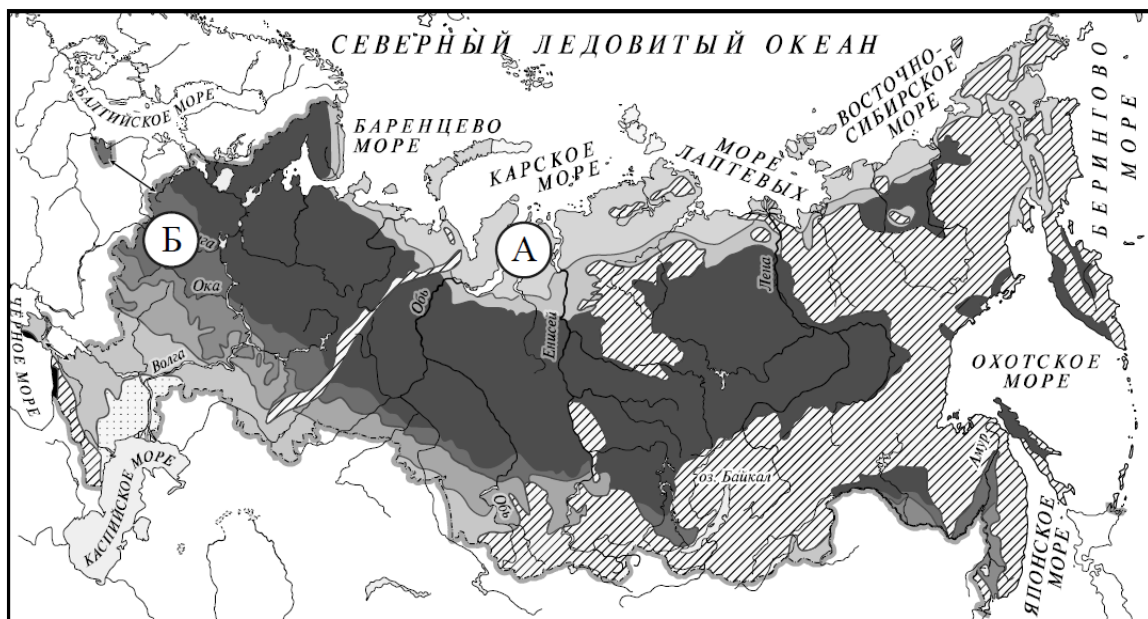 СЕВЕРНЫЙ ЛЕДОВИТЫЙ ОКЕАН
БАЛТИЙСКОЕ МОРЕ
БАРЕНЦЕВО
МОРЕ
КАРСКОЕ
МОРЕ
МОРЕ
ЛАПТЕВЫХ
ВОСТОЧНО-
СИБИРСКОЕ
МОРЕ
БЕРИНГОВО
МОРЕ
Б
А
Ока
Обь
Енисей
Лена
ЧЕРНОЕ МОРЕ
Волга
ОХОТСКОЕ
МОРЕ
Амур
оз. Байкал
Обь
КАСПИЙСКОЕ МОРЕ
ЯПОНСКОЕ
МОРЕ